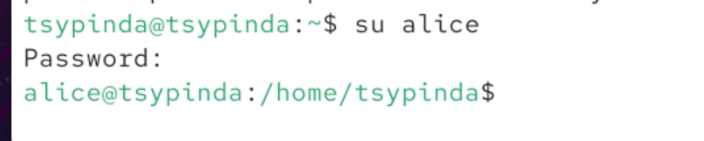 tsypinda@tsypinda:~$ su alice
Password:
alice@tsypinda:/home/tsypinda$